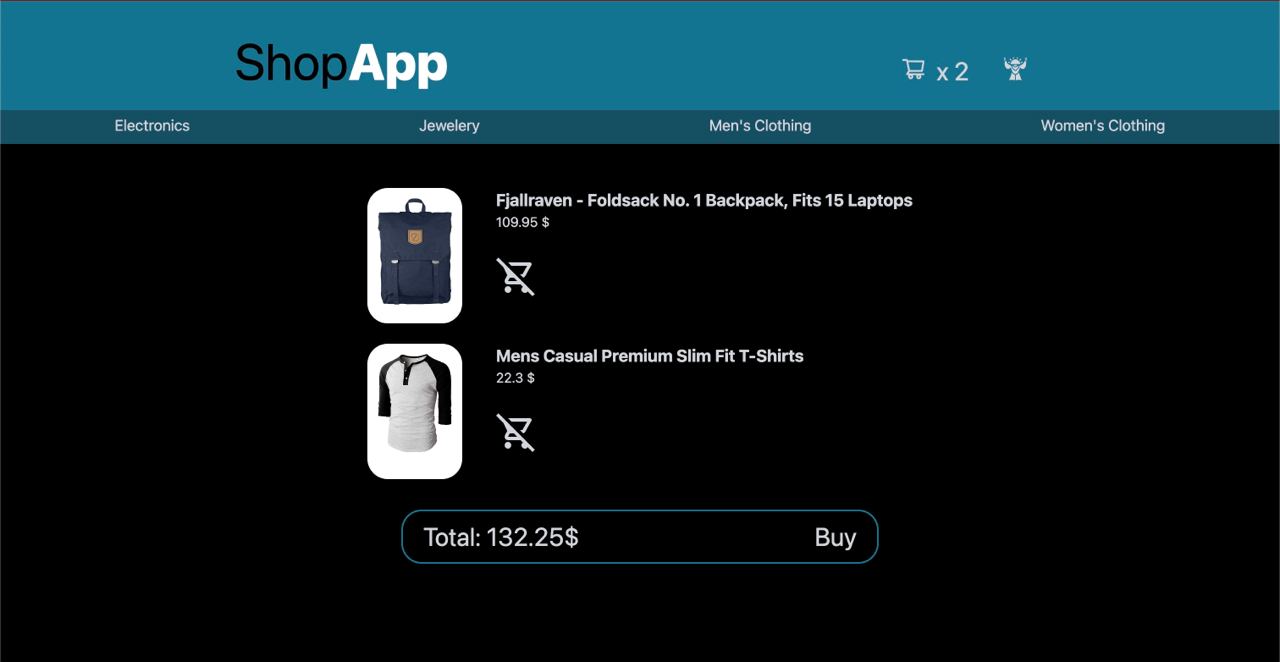 ShopApp
x 2
Electronics
Jewelery
Men's Clothing
Women's Clothing
Fjallraven - Foldsack No. 1 Backpack, Fits 15 Laptops
109.95 $
Mens Casual Premium Slim Fit T-Shirts
22.3 $
Total: 132.25$
Buy